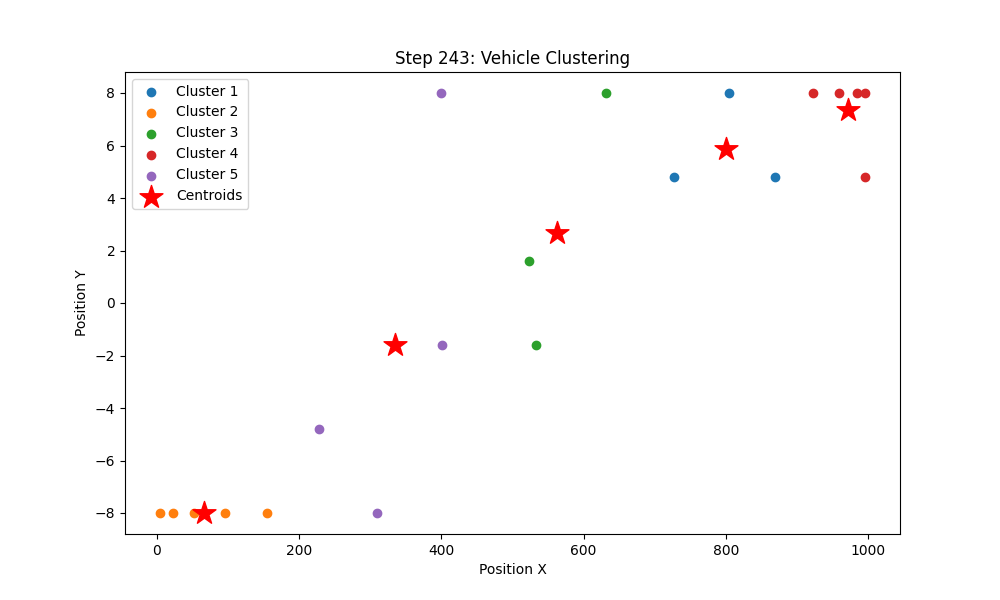 Step 243: Vehicle Clustering
Cluster 1
Cluster 2
Cluster 3
Cluster 4
Cluster 5
Centroids
Position Y
8
6
4
2
0
−2
−4
−6
−8
0 200 400 600 800 1000
Position X